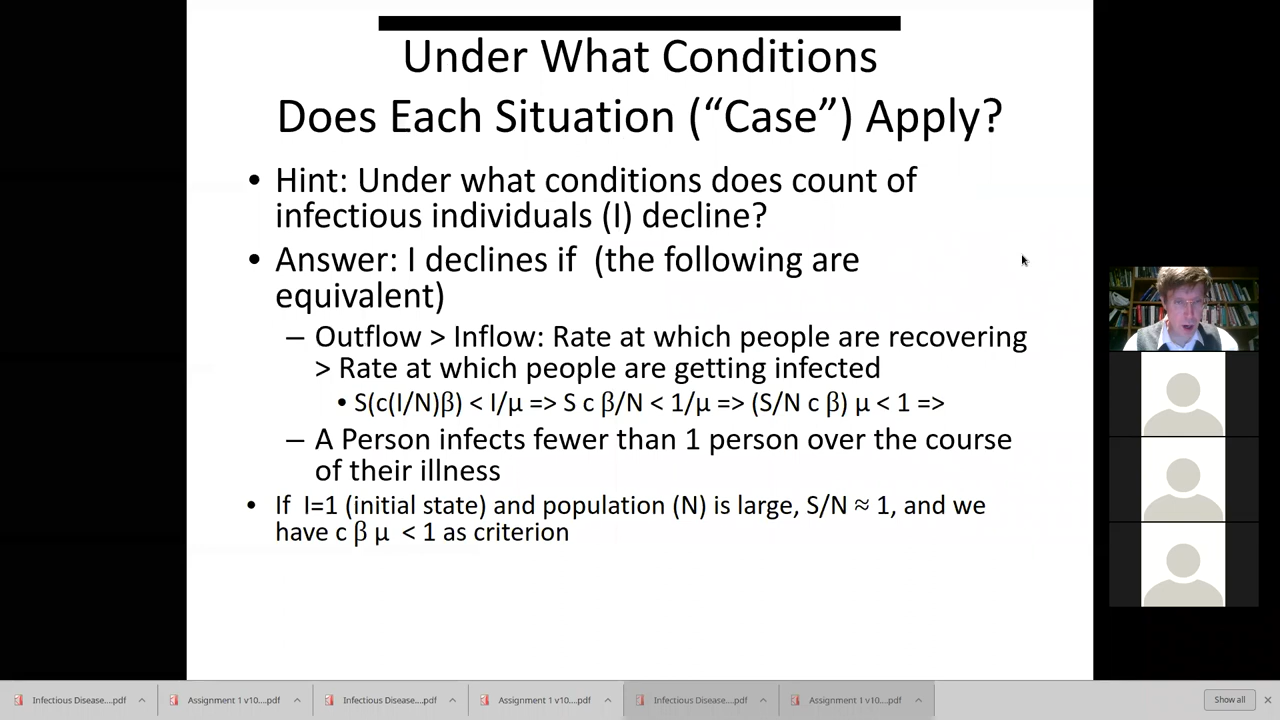 Under What Conditions
Does Each Situation (“Case”) Apply?
• Hint: Under what conditions does count of
infectious individuals (I) decline?
• Answer: I declines if  (the following are
equivalent)
– Outflow > Inflow: Rate at which people are recovering
> Rate at which people are getting infected
• S(c(I/N)β) < I/μ => S c β/N < 1/μ => (S/N c β) μ < 1 =>
– A Person infects fewer than 1 person over the course
of their illness
• If  I=1 (initial state) and population (N) is large, S/N ≈ 1, and we
have c β μ  < 1 as criterion
Infectious Disease....pdf
Assignment 1 v10....pdf
Infectious Disease....pdf
Assignment 1 v10....pdf
Infectious Disease....pdf
Assignment 1 v10....pdf
Show all